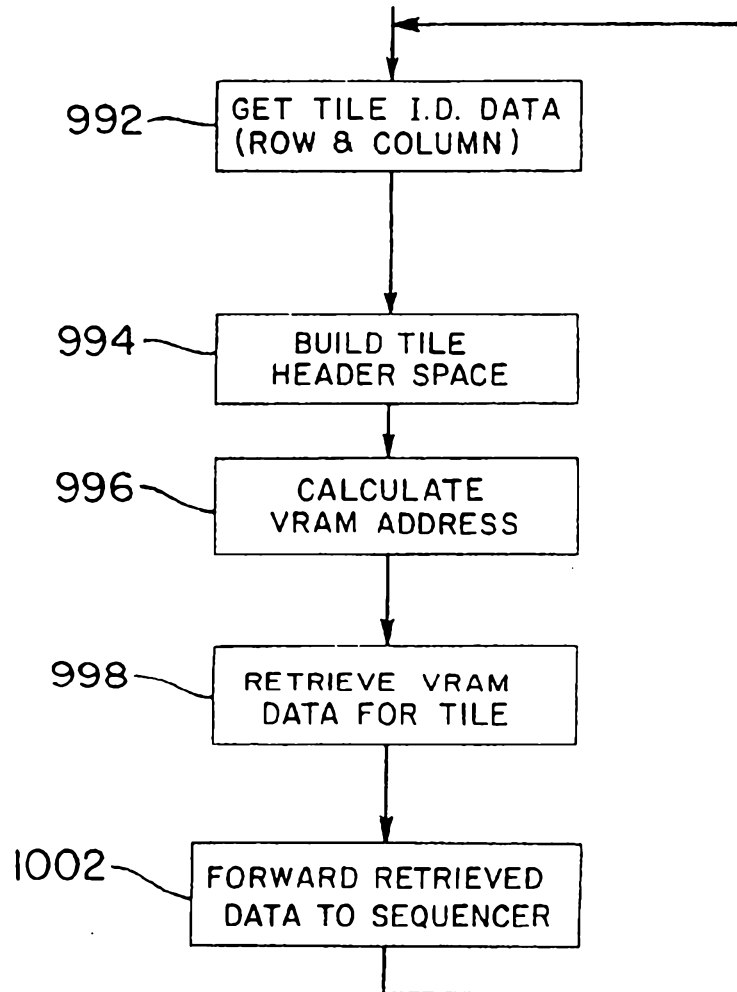 992
GET TILE I.D. DATA
(ROW & COLUMN)
994
BUILD TILE
HEADER SPACE
996
CALCULATE
VRAM ADDRESS
998
RETRIEVE VRAM
DATA FOR TILE
1002
FORWARD RETRIEVED
DATA TO SEQUENCER